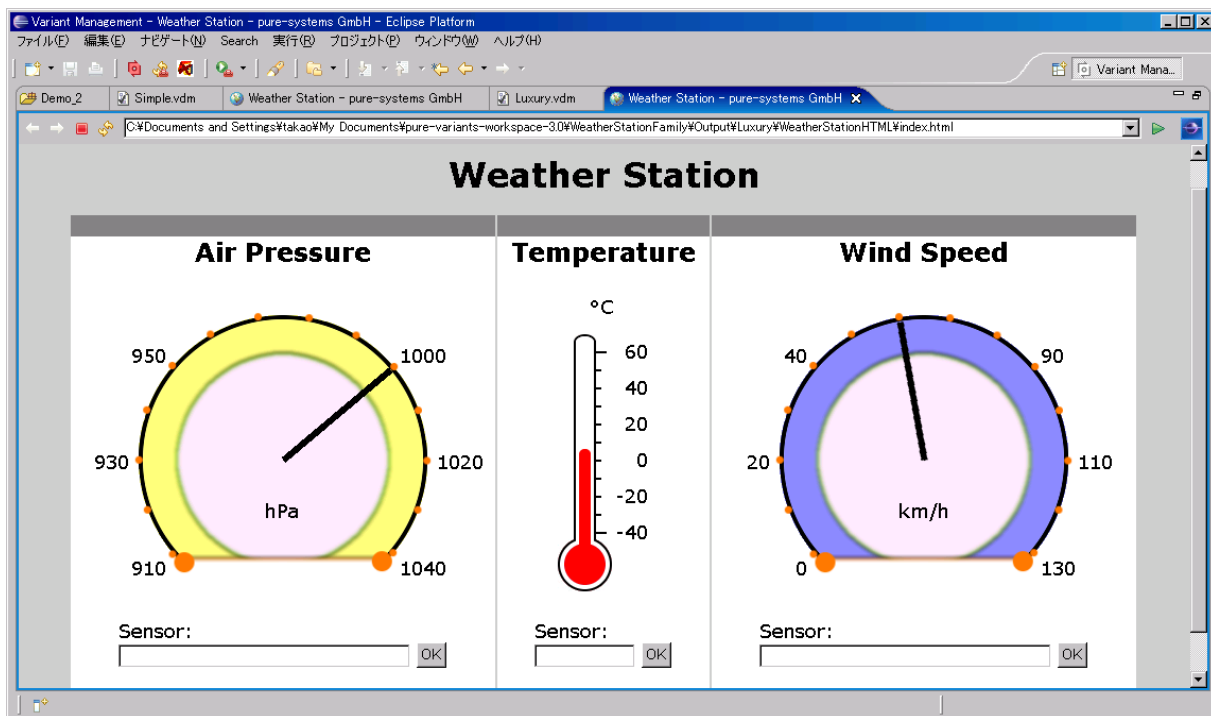 Variant Management - Weather Station - pure-systems GmbH - Eclipse Platform
ファイル(F) 編集(E) ナビゲート(N) Search 実行(R) プロジェクト(P) ウィンドウ(W) ヘルプ(H)
Variant Mana...
Demo_2 Simple.vdm Weather Station - pure-systems GmbH Luxury.vdm Weather Station - pure-systems GmbH
C:¥Documents and Settings¥takao¥My Documents¥pure-variants-workspace-3.0¥WeatherStationFamily¥Output¥Luxury¥WeatherStationHTML¥index.html
Weather Station
Air Pressure
950 1000
930 1020
hPa
910 1040
Sensor:
OK
Temperature
°C
60
40
20
0
-20
-40
Sensor:
OK
Wind Speed
40 90
20 110
km/h
0 130
Sensor:
OK